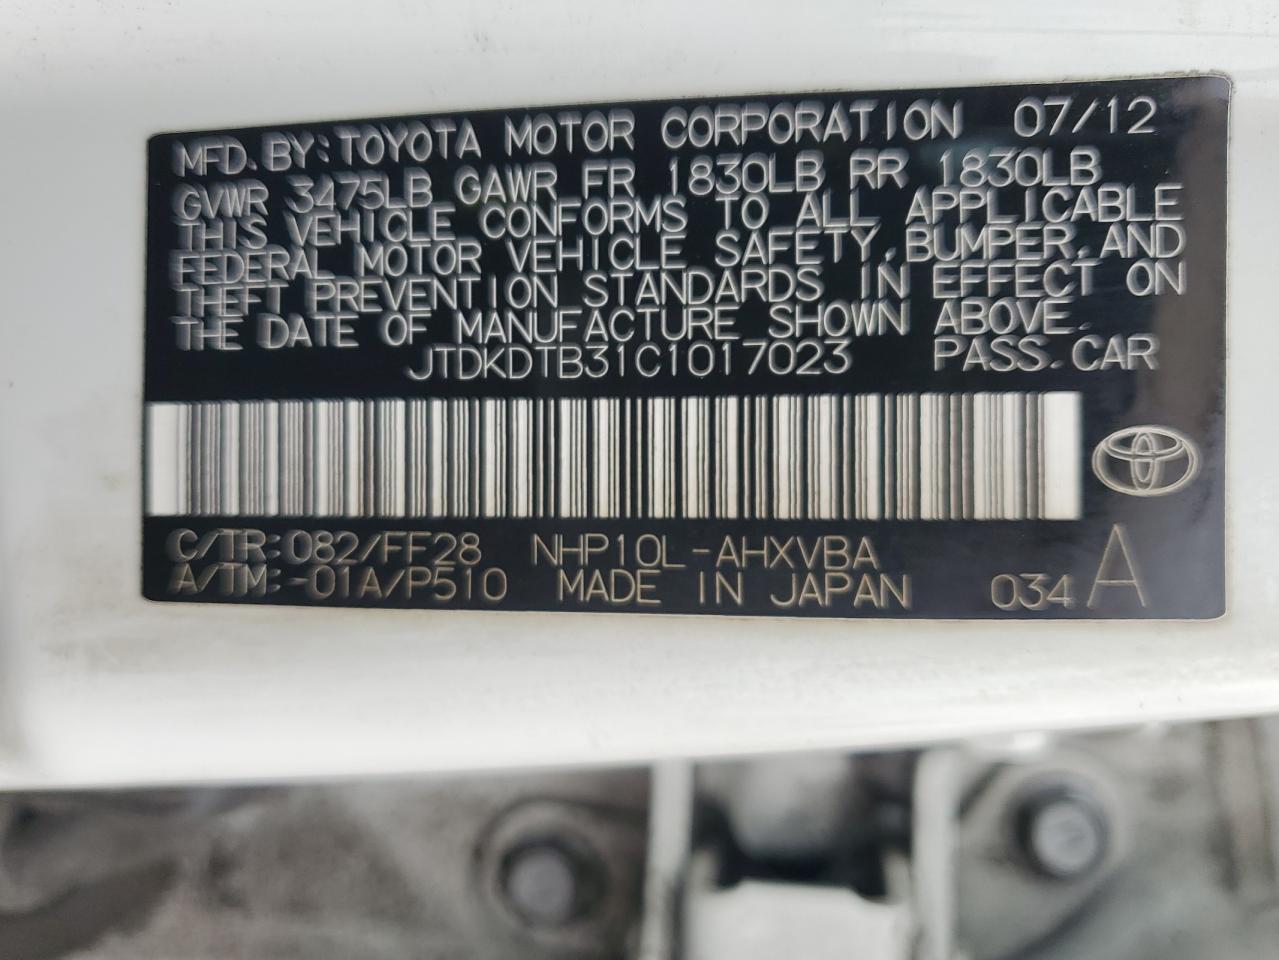 MFD. BY: TOYOTA MOTOR CORPORATION 07/12
GVWR 3475LB GAWR FR 1830LB RR 1830LB
THIS VEHICLE CONFORMS TO ALL APPLICABLE
FEDERAL MOTOR VEHICLE SAFETY, BUMPER, AND
THEFT PREVENTION STANDARDS IN EFFECT ON
THE DATE OF MANUFACTURE SHOWN ABOVE.
JTDKDTB31C1017023 PASS. CAR
C/TR: 082/FF28 NHP10L-AHXVBA
A/TM: -01A/P510 MADE IN JAPAN 034 A